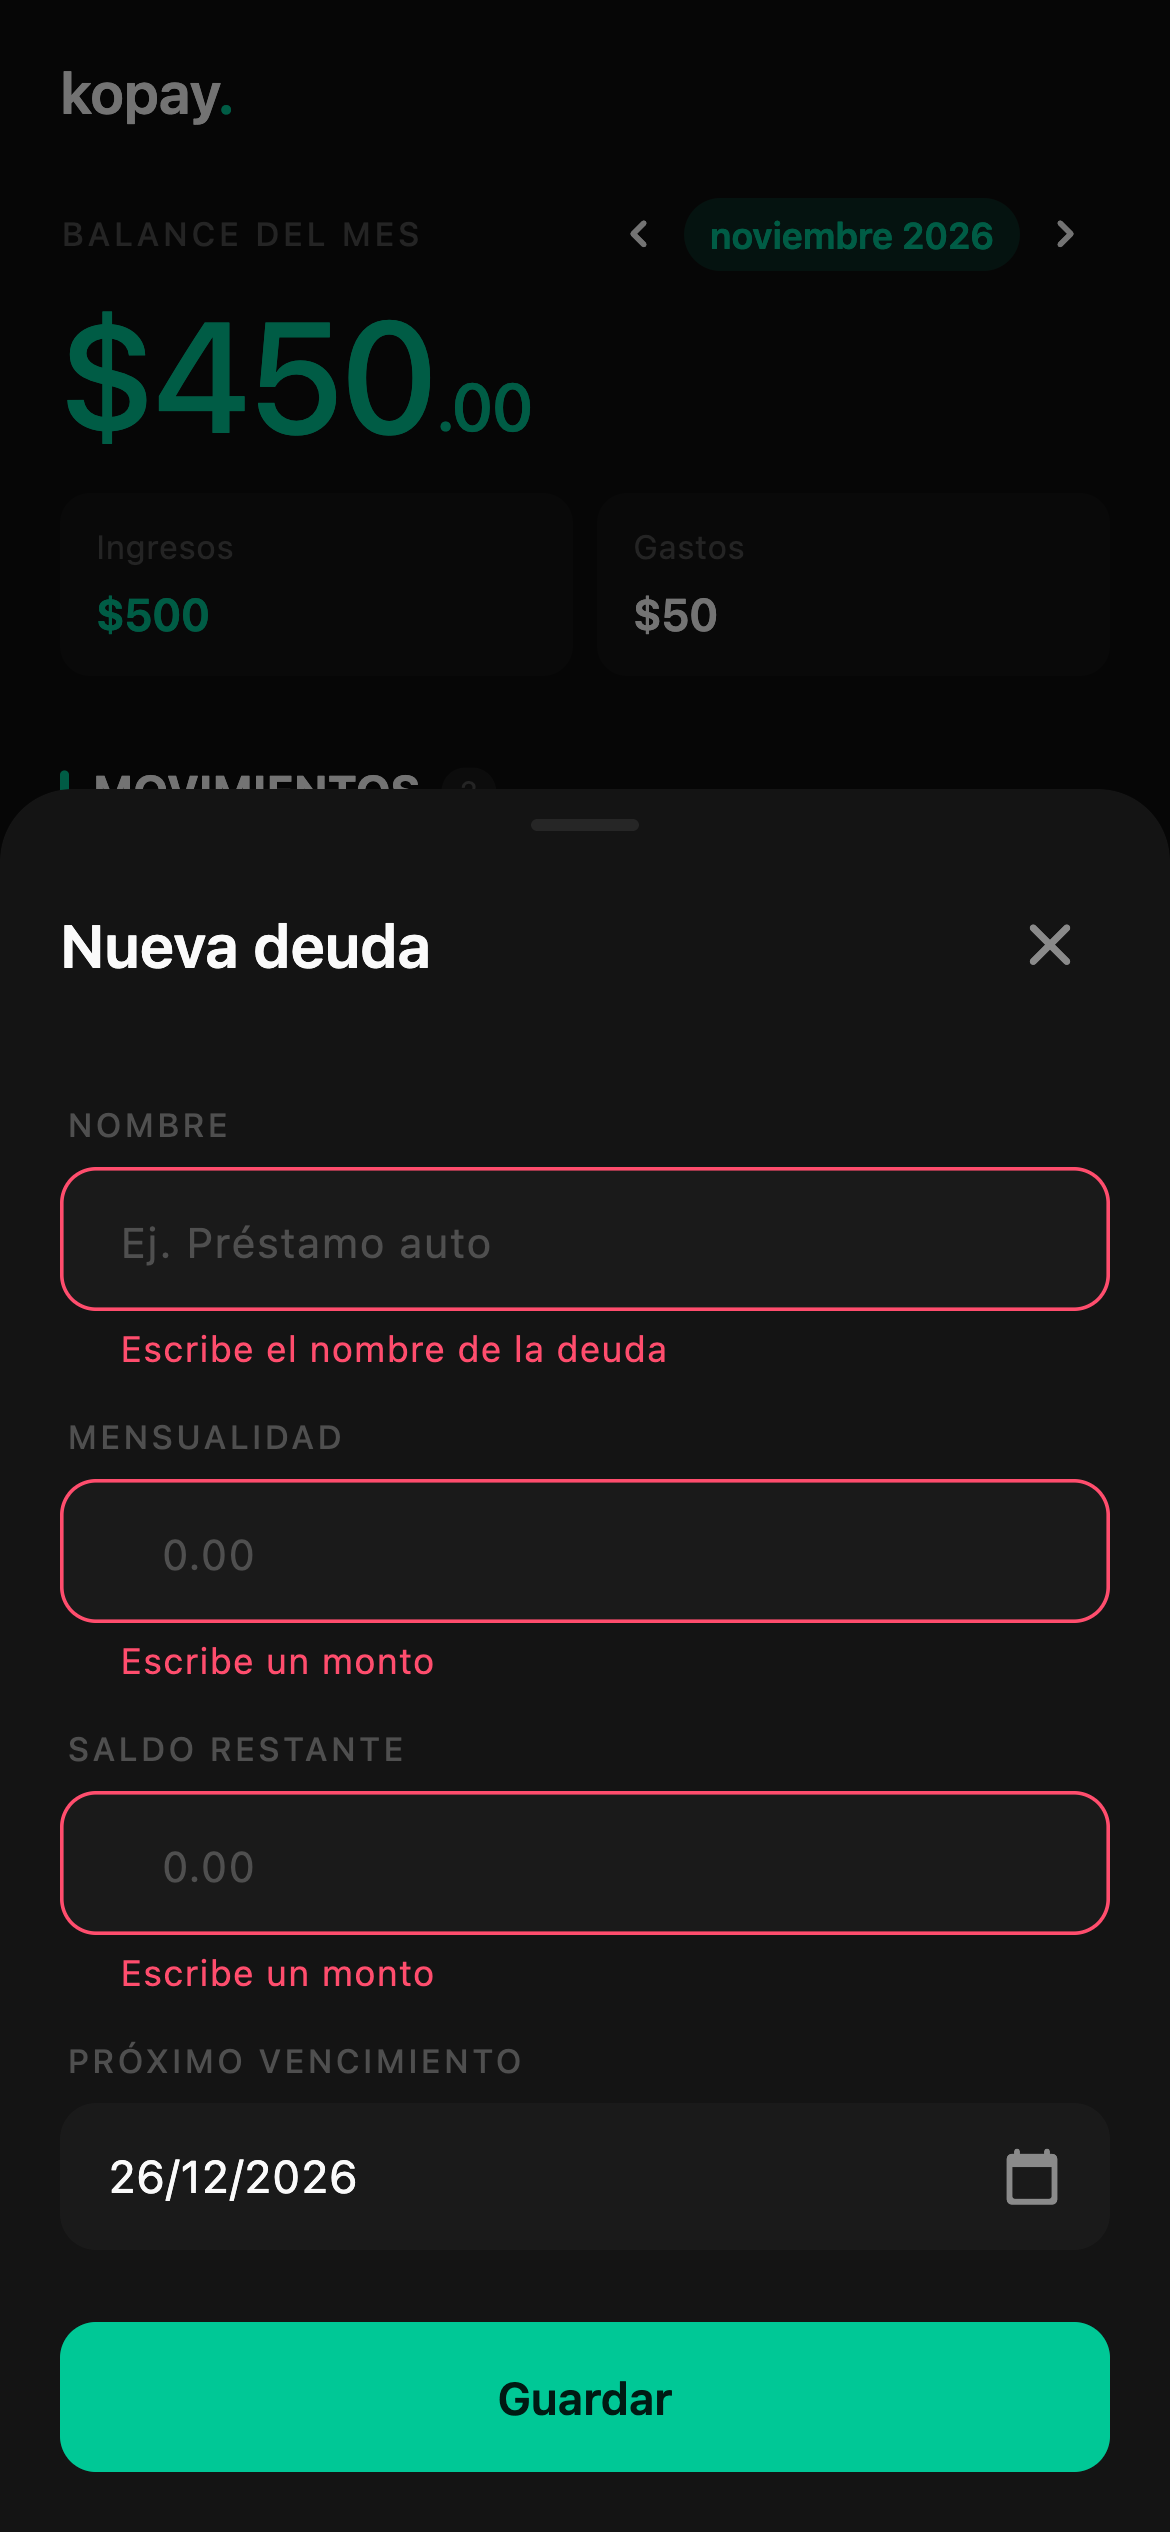 kopay.
BALANCE DEL MES
noviembre 2026
$450.00
Ingresos
Gastos
$500
$50
MOVIMIENTOS
Nueva deuda
NOMBRE
Ej. Préstamo auto
Escribe el nombre de la deuda
MENSUALIDAD
0.00
Escribe un monto
SALDO RESTANTE
0.00
Escribe un monto
PRÓXIMO VENCIMIENTO
26/12/2026
Guardar